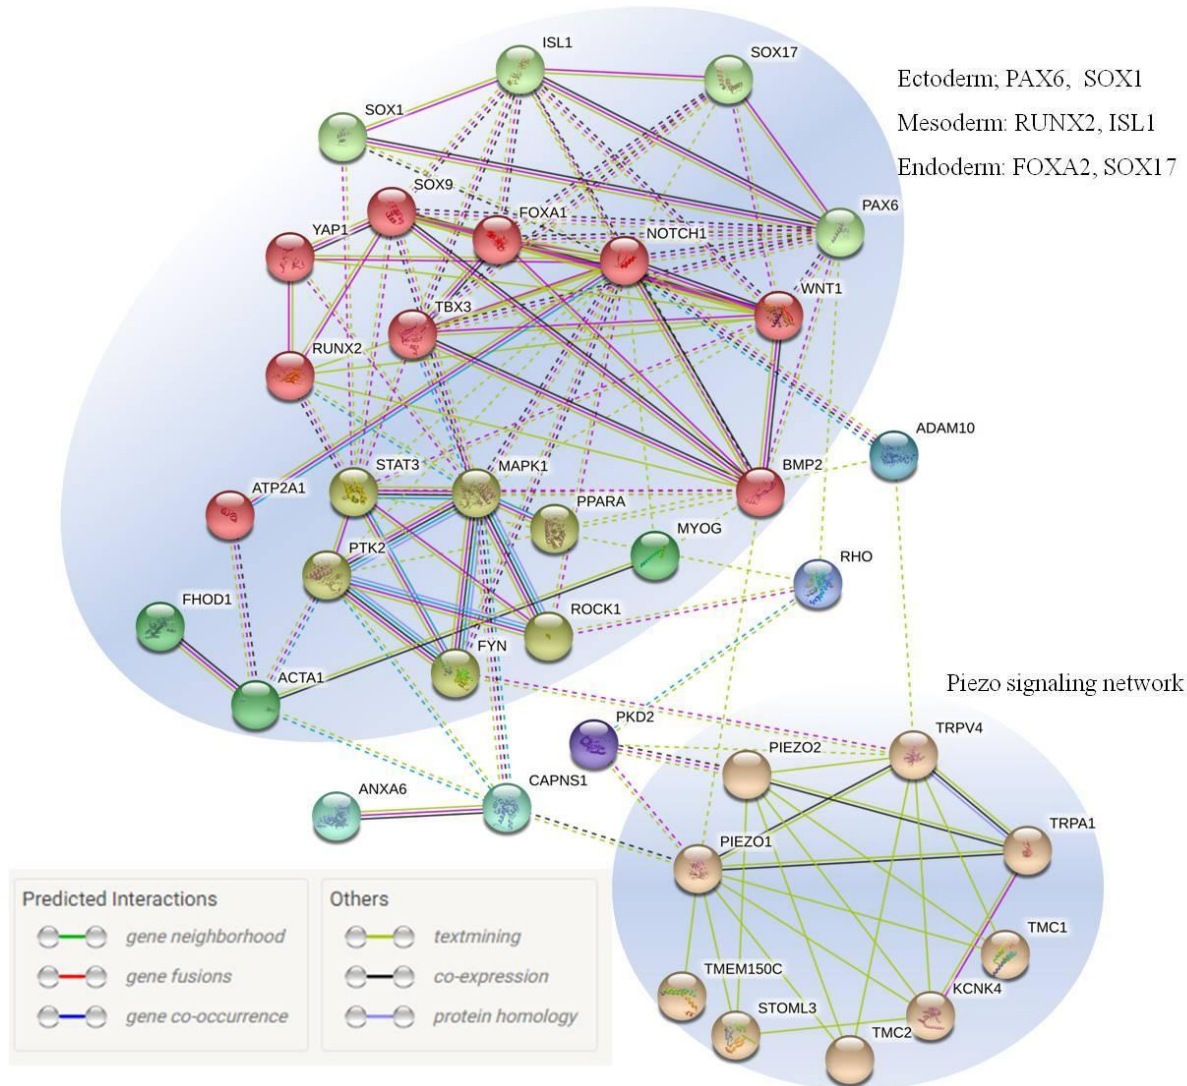 ISL1
SOX17
Ectoderm; PAX6, SOX1
SOX1
Mesoderm: RUNX2, ISL1
Endoderm: FOXA2, SOX17
SOX9
PAX6
FOXA1
YAP1
NOTCH1
WNT1
TBX3
RUNX2
ADAM10
STAT3
MAPK1
BMP2
ATP2A1
PPARA
MYOG
PTK2
RHO
FHOD1
ROCK1
FYN
ACTA1
Piezo signaling network
PKD2
TRPV4
PIEZO2
ANXA6
CAPNS1
TRPA1
PIEZO1
Predicted Interactions
Others
gene neighborhood
textmining
TMC1
gene fusions
co-expression
TMEM150C
KCNK4
STOML3
gene co-occurrence
protein homology
TMC2